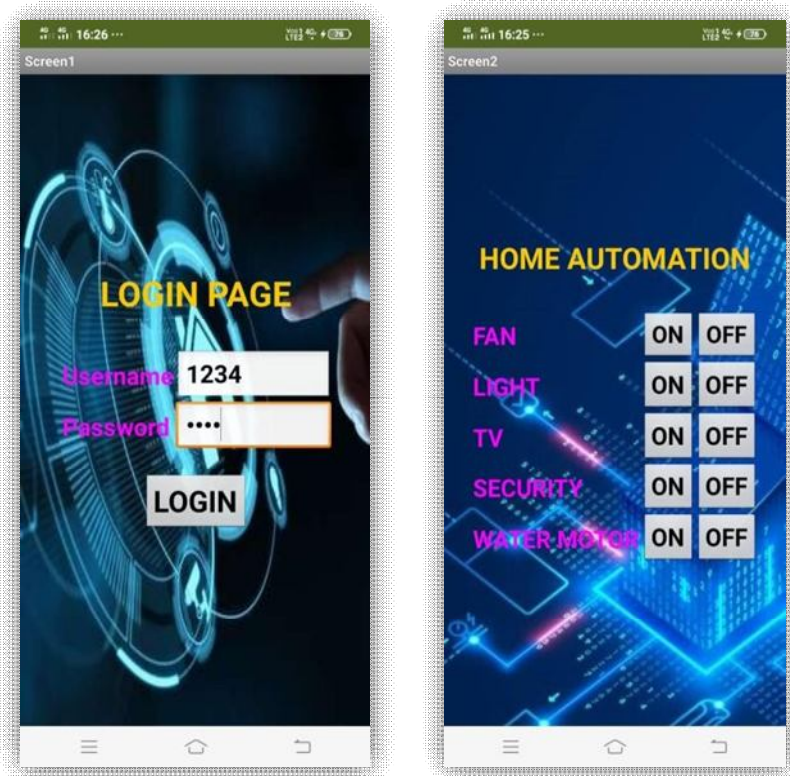 16:26 ...
Screen1
LOGIN PAGE
Username 1234
Password ••••
LOGIN
16:25 ...
Screen2
HOME AUTOMATION
FAN ON OFF
LIGHT ON OFF
TV ON OFF
SECURITY ON OFF
WATER MOTOR ON OFF